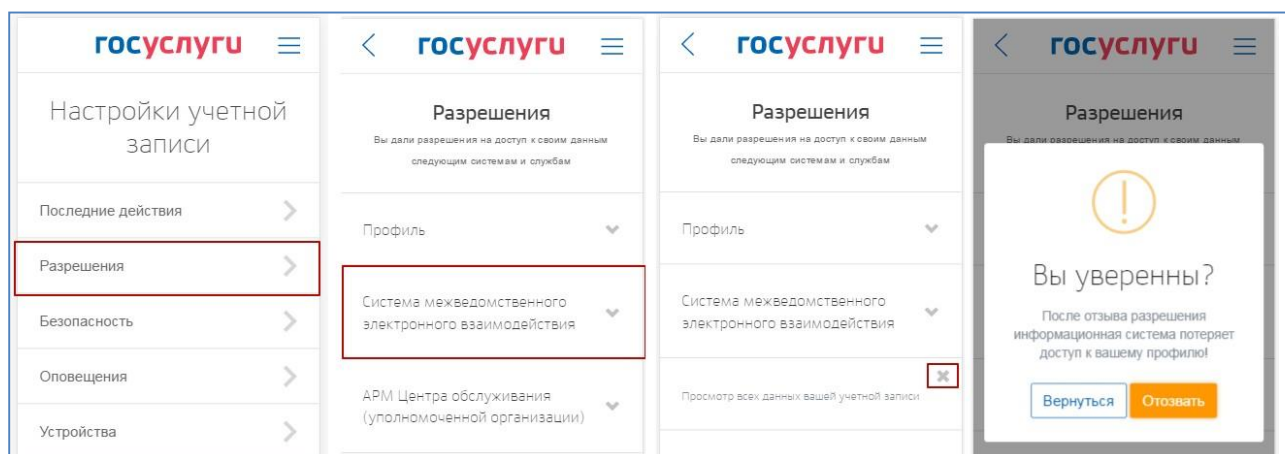 госуслуги
Настройки учетной
записи
Последние действия
Разрешения
Безопасность
Оповещения
Устройства
госуслуги
Разрешения
Вы дали разрешения на доступ к своим данным
следующим системам и службам
Профиль
Система межведомственного
электронного взаимодействия
АРМ Центра обслуживания
(уполномоченной организации)
госуслуги
Разрешения
Вы дали разрешения на доступ к своим данным
следующим системам и службам
Профиль
Система межведомственного
электронного взаимодействия
Просмотр всех данных вашей учетной записи
госуслуги
Разрешения
Вы дали разрешения на доступ к своим данным
Вы уверенны?
После отзыва разрешения
информационная система потеряет
доступ к вашему профилю!
Вернуться
Отозвать